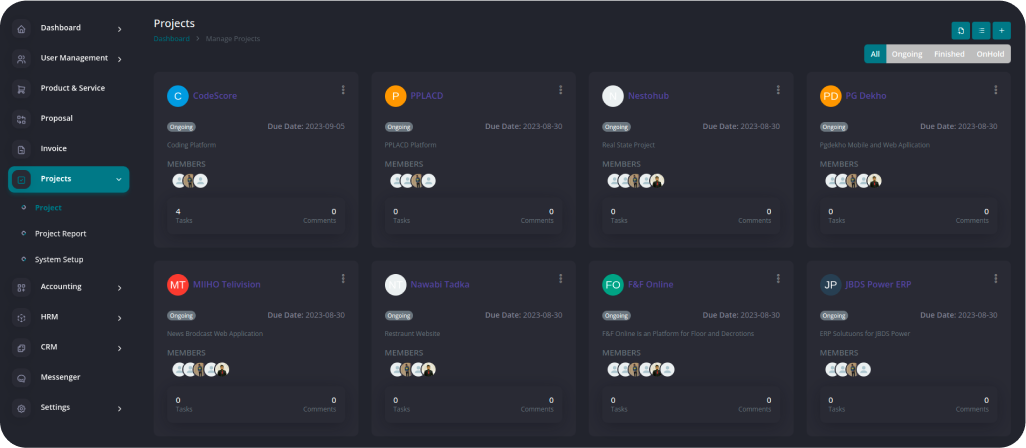 Dashboard
User Management
Product & Service
Proposal
Invoice
Projects
Project
Project Report
System Setup
Accounting
HRM
CRM
Messenger
Settings
Projects
Dashboard > Manage Projects
All Ongoing Finished OnHold
C CodeScore
Ongoing Due Date: 2023-09-05
Coding Platform
MEMBERS
4 0
Tasks Comments
P PPLACD
Ongoing Due Date: 2023-08-30
PPLACD Platform
MEMBERS
0 0
Tasks Comments
Nestohub
Ongoing Due Date: 2023-08-30
Real State Project
MEMBERS
0 0
Tasks Comments
PD PG Dekho
Ongoing Due Date: 2023-08-30
Pgdekho Mobile and Web Apllication
MEMBERS
0 0
Tasks Comments
MT MIIHO Tellvision
Ongoing Due Date: 2023-08-30
News Brodcast Web Application
MEMBERS
0 0
Tasks Comments
Nawabi Tadka
Ongoing Due Date: 2023-08-30
Restraunt Website
MEMBERS
0 0
Tasks Comments
FO F&F Online
Ongoing Due Date: 2023-08-30
F&F Online is an Platform for Floor and Decrotions
MEMBERS
0 0
Tasks Comments
JP JBDS Power ERP
Ongoing Due Date: 2023-08-30
ERP Solutuons for JBDS Power
MEMBERS
0 0
Tasks Comments